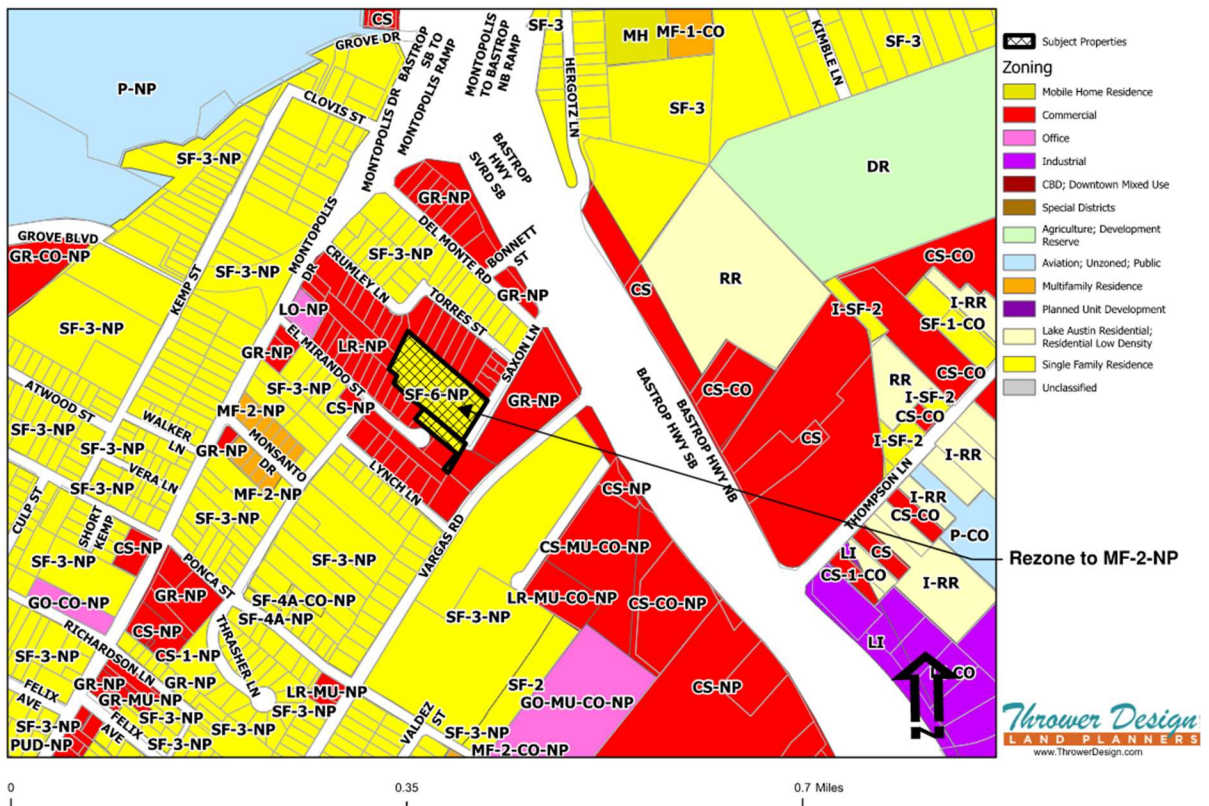 CS
SF-3
MH
MF-1-CO
KIMBLE LN
SF-3
GROVE DR
BASTROP
SB TO
MONTOPOLIS RAMP
MONTOPOLIS
TO BASTROP
NB RAMP
HERGOTZ LN
P-NP
CLOVIS ST
MONTOPOLIS DR
SF-3
SF-3-NP
BASTROP
HWY
SVRD SB
DR
GR-NP
GROVE BLVD
GR-CO-NP
DEL MONTE RD
BONNETT
ST
SF-3-NP
CRUMLEY LN
MONTOPOLIS
DR
SF-3-NP
KEMP ST
RR
CS
CS-CO
I-RR
SF-1-CO
I-SF-2
TORRES ST
GR-NP
LO-NP
SF-3-NP
LR-NP
EL MIRANDO ST
SAXON LN
GR-NP
CS-CO
RR
I-SF-2
CS-CO
CS-CO
SF-3-NP
SF-6-NP
GR-NP
CS-NP
ATWOOD ST
MF-2-NP
BASTROP HWY SB
BASTROP HWY NB
CS
I-SF-2
I-RR
SF-3-NP
WALKER
LN
SF-3-NP
GR-NP
MONSANTO
DR
VERA LN
LYNCH LN
THOMPSON LN
SF-3-NP
MF-2-NP
CS-NP
I-RR
CS-CO
P-CO
CULP ST
SHORT
KEMP
SF-3-NP
VARGAS RD
CS-NP
CS-MU-CO-NP
LI
CS
CS-1-CO
I-RR
SF-3-NP
PONCA ST
SF-3-NP
GR-NP
SF-4A-CO-NP
SF-4A-NP
LR-MU-CO-NP
CS-CO-NP
SF-3-NP
GO-CO-NP
CS-NP
LI
RICHARDSON LN
CS-1-NP
THRASHER LN
SF-3-NP
GR-NP
GR-NP
LR-MU-NP
SF-2
GO-MU-CO-NP
CS-NP
FELIX
AVE
GR-MU-NP
SF-3-NP
SF-3-NP
FELIX
AVE
SF-3-NP
VALDEZ
ST
SF-3-NP
SF-3-NP
PUD-NP
SF-3-NP
MF-2-CO-NP
N
Subject Properties
Zoning
Mobile Home Residence
Commercial
Office
Industrial
CBD; Downtown Mixed Use
Special Districts
Agriculture; Development
Reserve
Aviation; Unzoned; Public
Multifamily Residence
Planned Unit Development
Lake Austin Residential;
Residential Low Density
Single Family Residence
Unclassified
Rezone to MF-2-NP
Thrower Design
LAND PLANNERS
www.ThrowerDesign.com
0
0.35
0.7 Miles